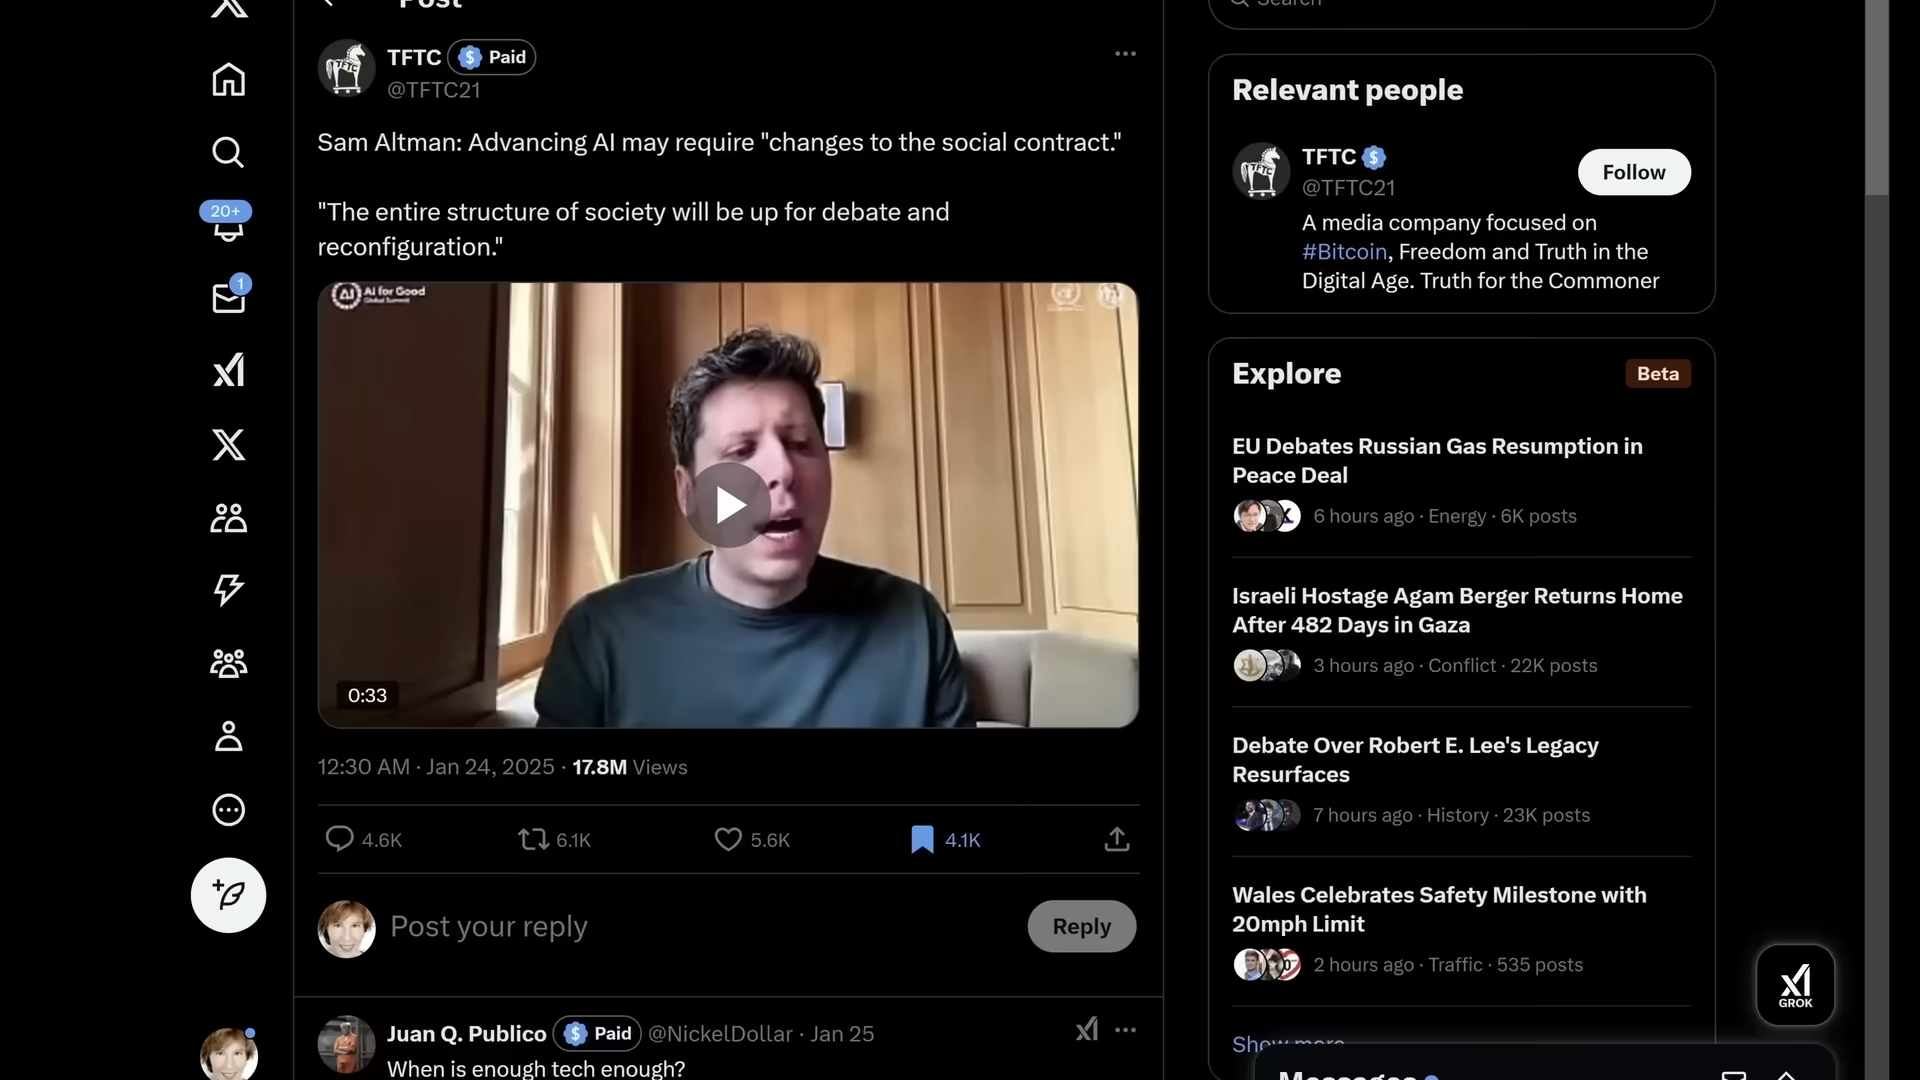 Post
TFTC Paid
@TFTC21
Sam Altman: Advancing AI may require "changes to the social contract."
"The entire structure of society will be up for debate and
reconfiguration."
AI for Good
Global Summit
0:33
12:30 AM · Jan 24, 2025 · 17.8M Views
4.6K 6.1K 5.6K 4.1K
Post your reply
Reply
Juan Q. Publico Paid @NickelDollar · Jan 25
When is enough tech enough?
20+
1
Search
Relevant people
TFTC
@TFTC21
Follow
A media company focused on
#Bitcoin, Freedom and Truth in the
Digital Age. Truth for the Commoner
Explore
Beta
EU Debates Russian Gas Resumption in
Peace Deal
6 hours ago · Energy · 6K posts
Israeli Hostage Agam Berger Returns Home
After 482 Days in Gaza
3 hours ago · Conflict · 22K posts
Debate Over Robert E. Lee's Legacy
Resurfaces
7 hours ago · History · 23K posts
Wales Celebrates Safety Milestone with
20mph Limit
2 hours ago · Traffic · 535 posts
Show more
GROK
Messages